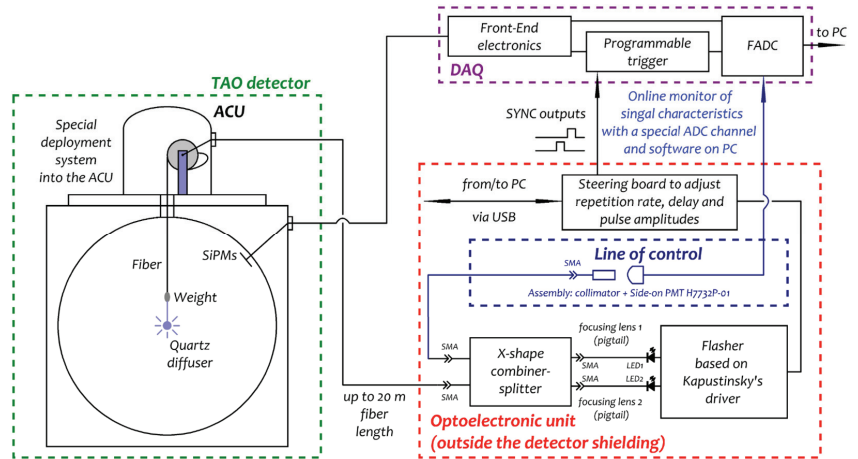 TAO detector
ACU
Special
deployment
system
into the ACU
SiPMs
Fiber
Weight
Quartz
diffuser
Front-End
electronics
Programmable
trigger
FADC
to PC
DAQ
SYNC outputs
Online monitor of
singal characteristics
with a special ADC channel
and software on PC
from/to PC
via USB
Steering board to adjust
repetition rate, delay and
pulse amplitudes
Line of control
SMA
Assembly: collimator + Side-on PMT H7732P-01
SMA
SMA
X-shape
combiner-
splitter
focusing lens 1
(pigtail)
SMA
LED1
SMA
LED2
focusing lens 2
(pigtail)
Flasher
based on
Kapustinsky's
driver
up to 20 m
fiber
length
Optoelectronic unit
(outside the detector shielding)